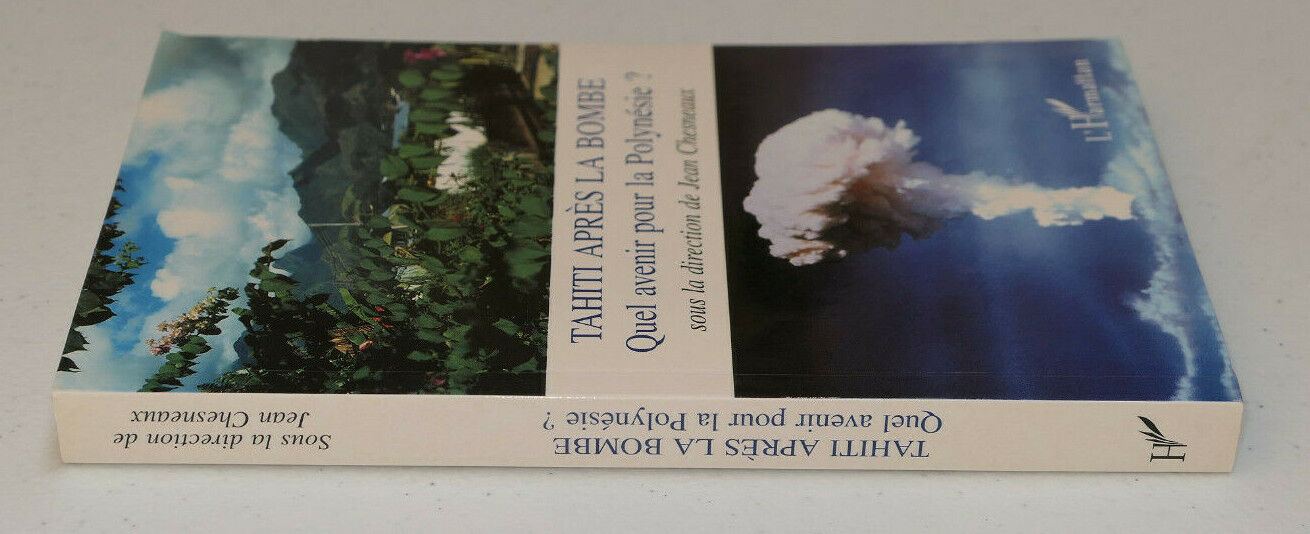 TAHITI APRÈS LA BOMBE
Quel avenir pour la Polynésie ?
sous la direction de Jean Chesneaux
L'Harmattan
Sous la direction de
Jean Chesneaux
TAHITI APRÈS LA BOMBE
Quel avenir pour la Polynésie ?
H